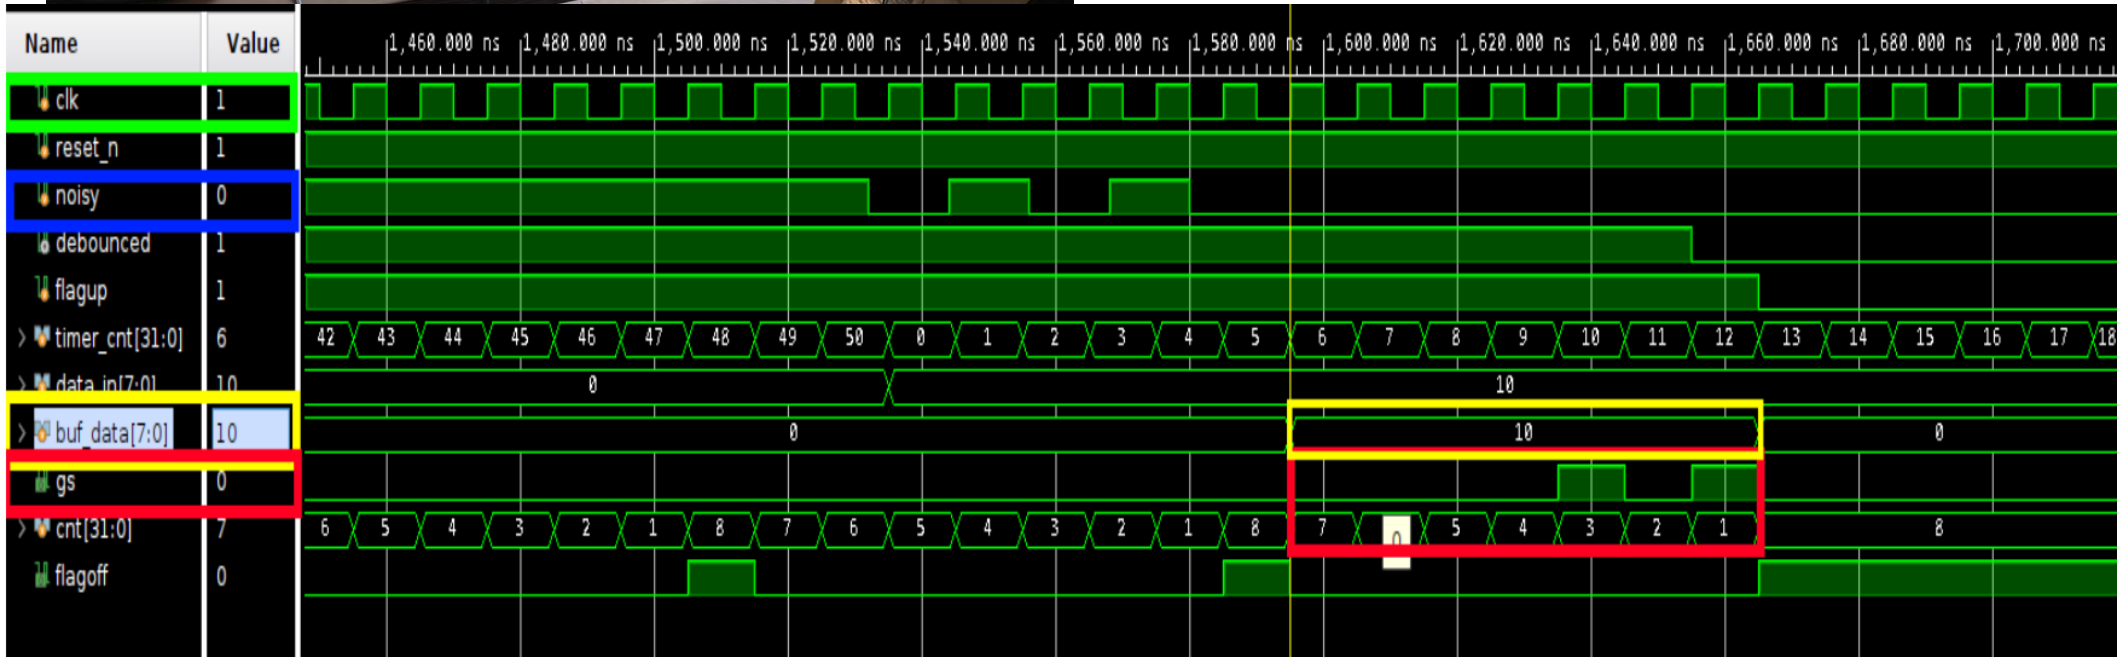 Name Value 1,460.000 ns 1,480.000 ns 1,500.000 ns 1,520.000 ns 1,540.000 ns 1,560.000 ns 1,580.000 ns 1,600.000 ns 1,620.000 ns 1,640.000 ns 1,660.000 ns 1,680.000 ns 1,700.000 ns
clk 1
reset_n 1
noisy 0
debounced 1
flagup 1
timer_cnt[31:0] 6 42 43 44 45 46 47 48 49 50 0 1 2 3 4 5 6 7 8 9 10 11 12 13 14 15 16 17 18
data_in[7:0] 10 0 10
buf_data[7:0] 10 0 10 0
gs 0
cnt[31:0] 7 6 5 4 3 2 1 8 7 6 5 4 3 2 1 8 7 5 4 3 2 1 8
flagoff 0